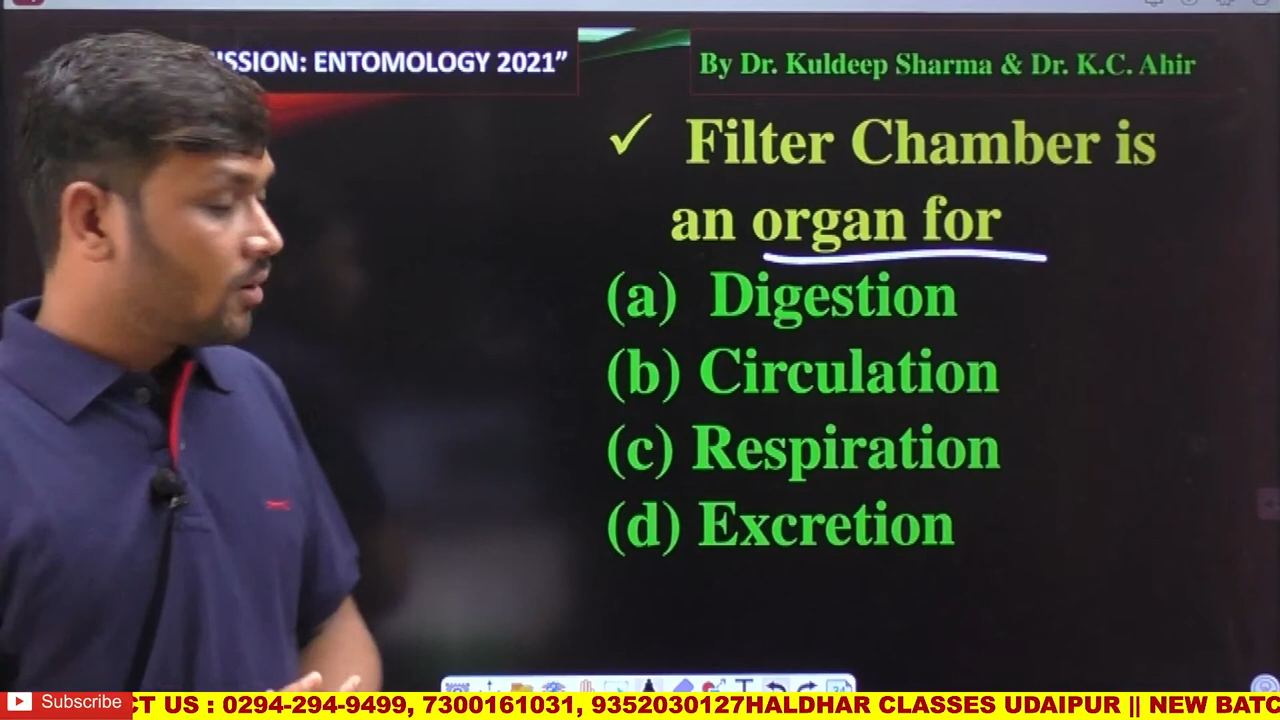 SSION: ENTOMOLOGY 2021”
By Dr. Kuldeep Sharma & Dr. K.C. Ahir
✓ Filter Chamber is
an organ for
(a) Digestion
(b) Circulation
(c) Respiration
(d) Excretion
Subscribe
CT US : 0294-294-9499, 7300161031, 9352030127HALDHAR CLASSES UDAIPUR || NEW BATC